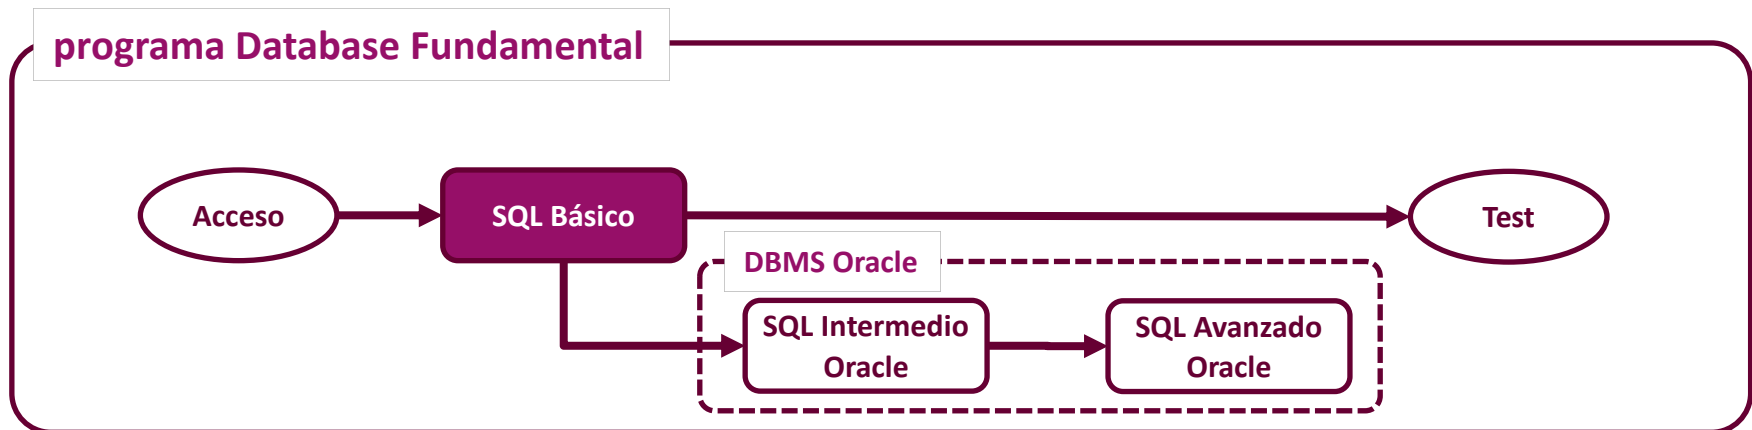 programa Database Fundamental
Acceso
SQL Básico
Test
DBMS Oracle
SQL Intermedio
Oracle
SQL Avanzado
Oracle